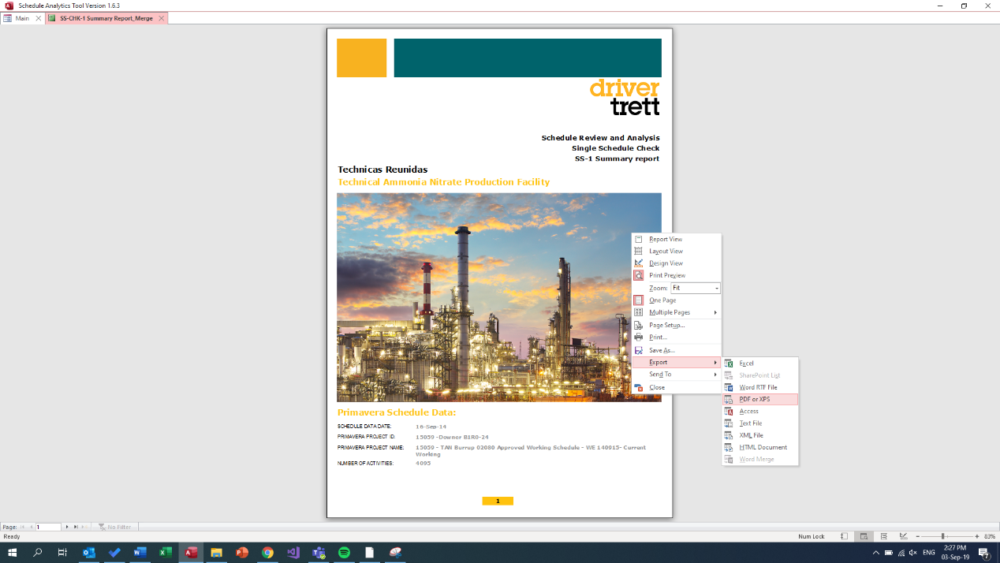 Schedule Analytics Tool Version 1.6.3
Main
SS-CHK-1 Summary Report_Merge
driver
trett
Schedule Review and Analysis
Single Schedule Check
SS-1 Summary report
Technicas Reunidas
Technical Ammonia Nitrate Production Facility
Report View
Layout View
Design View
Print Preview
Zoom: Fit
One Page
Multiple Pages
Page Setup...
Print...
Save As...
Export
Send To
Close
Excel
SharePoint List
Word RTF File
PDF or XPS
Access
Text File
XML File
HTML Document
Word Merge
Primavera Schedule Data:
SCHEDULE DATA DATE: 16-Sep-14
PRIMAVERA PROJECT ID: 15059 -Downer B1R0-24
PRIMAVERA PROJECT NAME: 15059 - TAN Burrup 02080 Approved Working Schedule - WE 140915- Current
Working
NUMBER OF ACTIVITIES: 4095
1
Page: 1 No Filter
Ready Num Lock 83%
ENG 2:27 PM
03-Sep-19
7